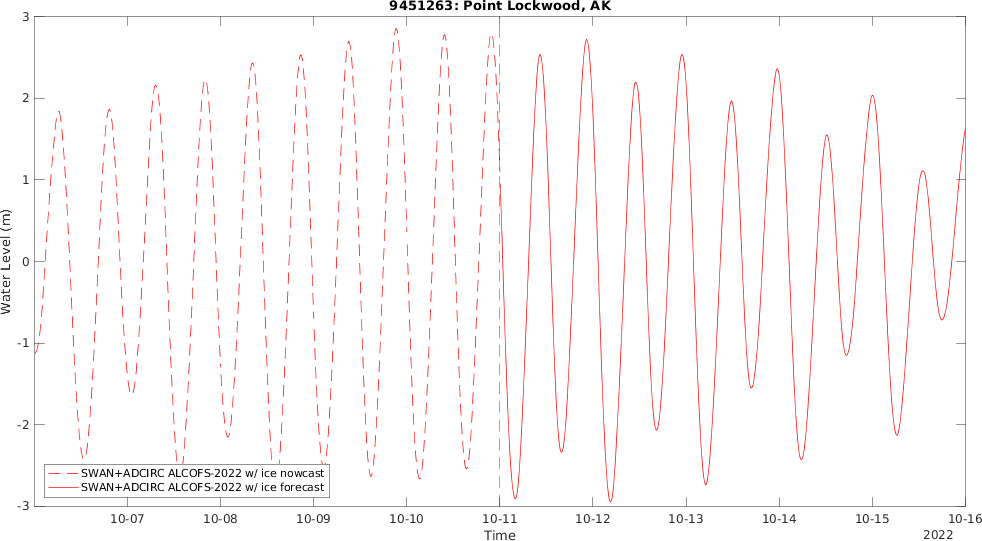 9451263: Point Lockwood, AK
3
2
1
0
-1
-2
-3
Water Level (m)
SWAN+ADCIRC ALCOFS-2022 w/ ice nowcast
SWAN+ADCIRC ALCOFS-2022 w/ ice forecast
10-07 10-08 10-09 10-10 10-11 10-12 10-13 10-14 10-15 10-16
Time
2022